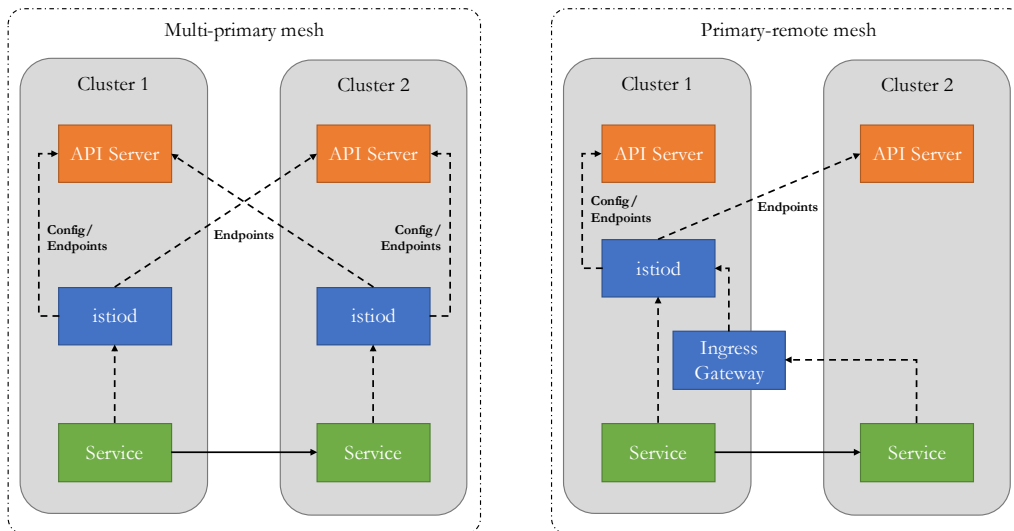 Multi-primary mesh
Cluster 1
Cluster 2
API Server
API Server
Config/
Endpoints
Endpoints
Config/
Endpoints
istiod
istiod
Service
Service
Primary-remote mesh
Cluster 1
Cluster 2
API Server
API Server
Config/
Endpoints
Endpoints
istiod
Ingress
Gateway
Service
Service